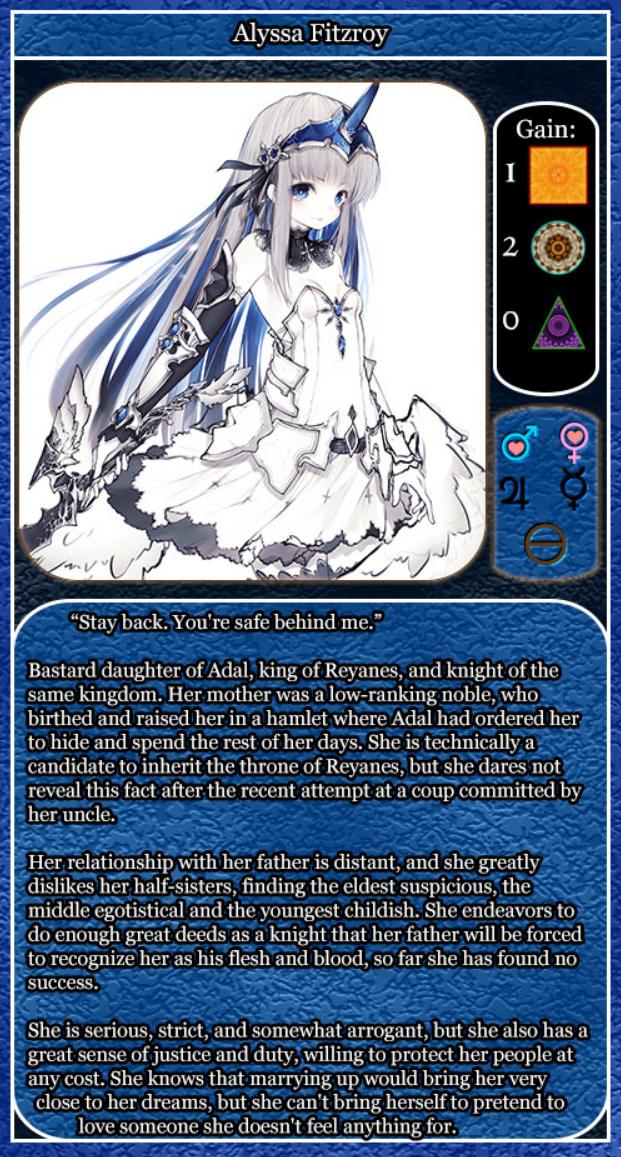 Alyssa Fitzroy
Gain:
1
2
0
“Stay back. You're safe behind me.”
Bastard daughter of Adal, king of Reyanes, and knight of the
same kingdom. Her mother was a low-ranking noble, who
birthed and raised her in a hamlet where Adal had ordered her
to hide and spend the rest of her days. She is technically a
candidate to inherit the throne of Reyanes, but she dares not
reveal this fact after the recent attempt at a coup committed by
her uncle.
Her relationship with her father is distant, and she greatly
dislikes her half-sisters, finding the eldest suspicious, the
middle egotistical and the youngest childish. She endeavors to
do enough great deeds as a knight that her father will be forced
to recognize her as his flesh and blood, so far she has found no
success.
She is serious, strict, and somewhat arrogant, but she also has a
great sense of justice and duty, willing to protect her people at
any cost. She knows that marrying up would bring her very
close to her dreams, but she can't bring herself to pretend to
love someone she doesn't feel anything for.